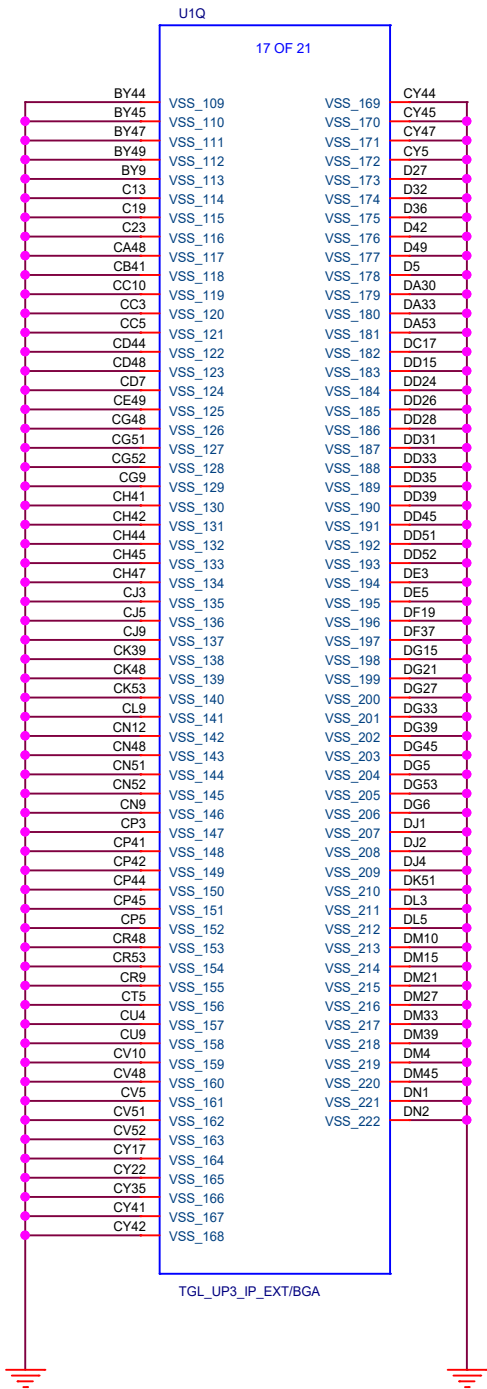 U1Q
17 OF 21
BY44 VSS_109 VSS_169 CY44
BY45 VSS_110 VSS_170 CY45
BY47 VSS_111 VSS_171 CY47
BY49 VSS_112 VSS_172 CY5
BY9 VSS_113 VSS_173 D27
C13 VSS_114 VSS_174 D32
C19 VSS_115 VSS_175 D36
C23 VSS_116 VSS_176 D42
CA48 VSS_117 VSS_177 D49
CB41 VSS_118 VSS_178 D5
CC10 VSS_119 VSS_179 DA30
CC3 VSS_120 VSS_180 DA33
CC5 VSS_121 VSS_181 DA53
CD44 VSS_122 VSS_182 DC17
CD48 VSS_123 VSS_183 DD15
CD7 VSS_124 VSS_184 DD24
CE49 VSS_125 VSS_185 DD26
CG48 VSS_126 VSS_186 DD28
CG51 VSS_127 VSS_187 DD31
CG52 VSS_128 VSS_188 DD33
CG9 VSS_129 VSS_189 DD35
CH41 VSS_130 VSS_190 DD39
CH42 VSS_131 VSS_191 DD45
CH44 VSS_132 VSS_192 DD51
CH45 VSS_133 VSS_193 DD52
CH47 VSS_134 VSS_194 DE3
CJ3 VSS_135 VSS_195 DE5
CJ5 VSS_136 VSS_196 DF19
CJ9 VSS_137 VSS_197 DF37
CK39 VSS_138 VSS_198 DG15
CK48 VSS_139 VSS_199 DG21
CK53 VSS_140 VSS_200 DG27
CL9 VSS_141 VSS_201 DG33
CN12 VSS_142 VSS_202 DG39
CN48 VSS_143 VSS_203 DG45
CN51 VSS_144 VSS_204 DG5
CN52 VSS_145 VSS_205 DG53
CN9 VSS_146 VSS_206 DG6
CP3 VSS_147 VSS_207 DJ1
CP41 VSS_148 VSS_208 DJ2
CP42 VSS_149 VSS_209 DJ4
CP44 VSS_150 VSS_210 DK51
CP45 VSS_151 VSS_211 DL3
CP5 VSS_152 VSS_212 DL5
CR48 VSS_153 VSS_213 DM10
CR53 VSS_154 VSS_214 DM15
CR9 VSS_155 VSS_215 DM21
CT5 VSS_156 VSS_216 DM27
CU4 VSS_157 VSS_217 DM33
CU9 VSS_158 VSS_218 DM39
CV10 VSS_159 VSS_219 DM4
CV48 VSS_160 VSS_220 DM45
CV5 VSS_161 VSS_221 DN1
CV51 VSS_162 VSS_222 DN2
CV52 VSS_163
CY17 VSS_164
CY22 VSS_165
CY35 VSS_166
CY41 VSS_167
CY42 VSS_168
TGL_UP3_IP_EXT/BGA